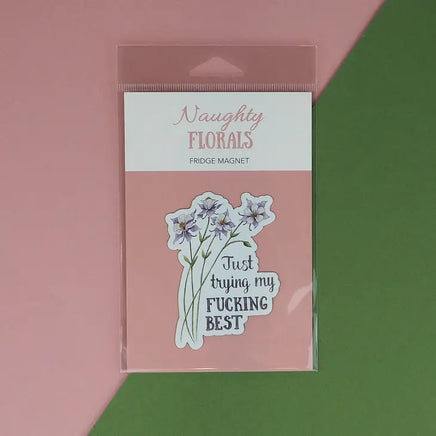 Naughty
FLORALS
FRIDGE MAGNET
Just
trying my
FUCKING
BEST